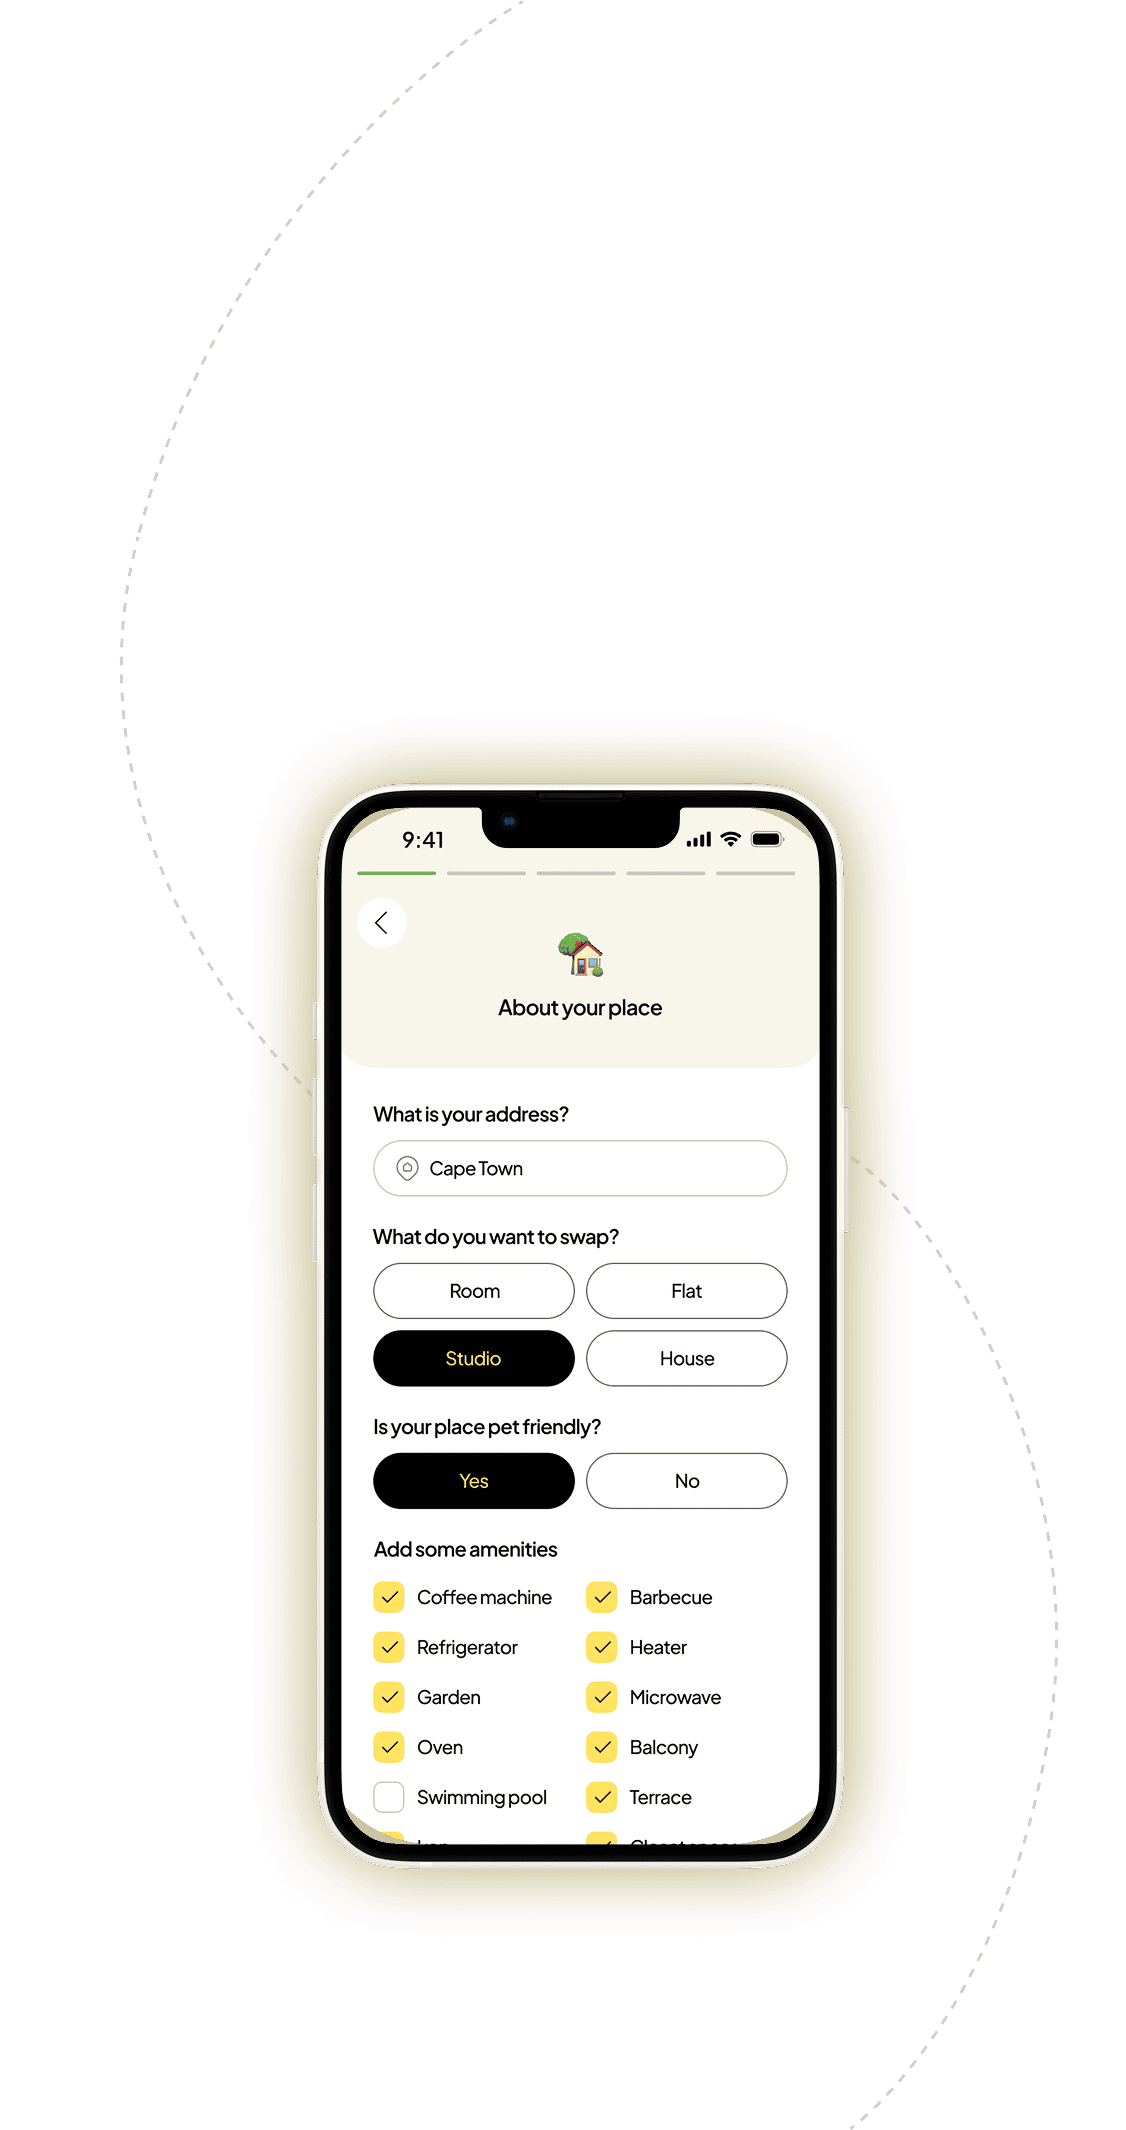 9:41
About your place
What is your address?
Cape Town
What do you want to swap?
Room
Flat
Studio
House
Is your place pet friendly?
Yes
No
Add some amenities
Coffee machine
Barbecue
Refrigerator
Heater
Garden
Microwave
Oven
Balcony
Swimming pool
Terrace